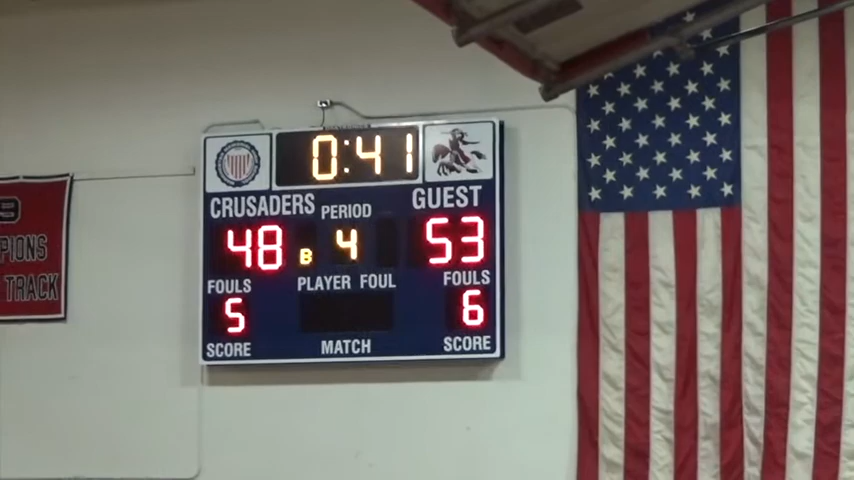 0:41
CRUSADERS PERIOD GUEST
48 B 4 53
FOULS PLAYER FOUL FOULS
5 6
SCORE MATCH SCORE
PIONS
TRACK